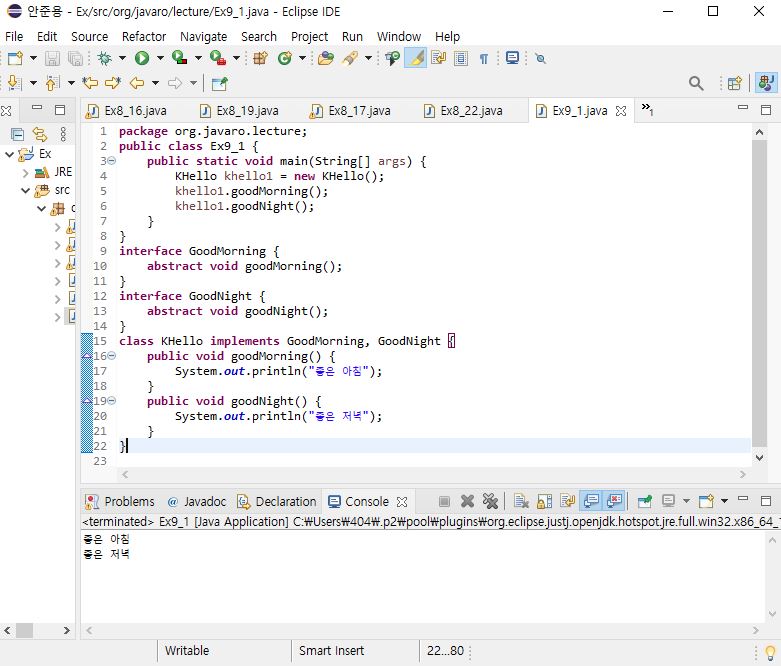 안준용 - Ex/src/org/javaro/lecture/Ex9_1.java - Eclipse IDE
File Edit Source Refactor Navigate Search Project Run Window Help
Ex8_16.java Ex8_19.java Ex8_17.java Ex8_22.java Ex9_1.java »1
Ex
JRE
src
1 package org.javaro.lecture;
2 public class Ex9_1 {
3 public static void main(String[] args) {
4 KHello khello1 = new KHello();
5 khello1.goodMorning();
6 khello1.goodNight();
7 }
8 }
9 interface GoodMorning {
10 abstract void goodMorning();
11 }
12 interface GoodNight {
13 abstract void goodNight();
14 }
15 class KHello implements GoodMorning, GoodNight {
16 public void goodMorning() {
17 System.out.println("좋은 아침");
18 }
19 public void goodNight() {
20 System.out.println("좋은 저녁");
21 }
22 }
23
Problems @ Javadoc Declaration Console
<terminated> Ex9_1 [Java Application] C:₩Users₩404₩.p2₩pool₩plugins₩org.eclipse.justj.openjdk.hotspot.jre.full.win32.x86_64_1
좋은 아침
좋은 저녁
Writable Smart Insert 22...80